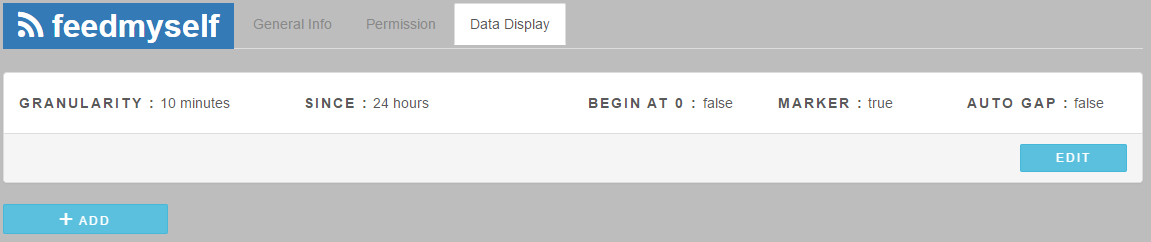 feedmyself General Info Permission Data Display
GRANULARITY : 10 minutes SINCE : 24 hours BEGIN AT 0 : false MARKER : true AUTO GAP : false
EDIT
+ ADD